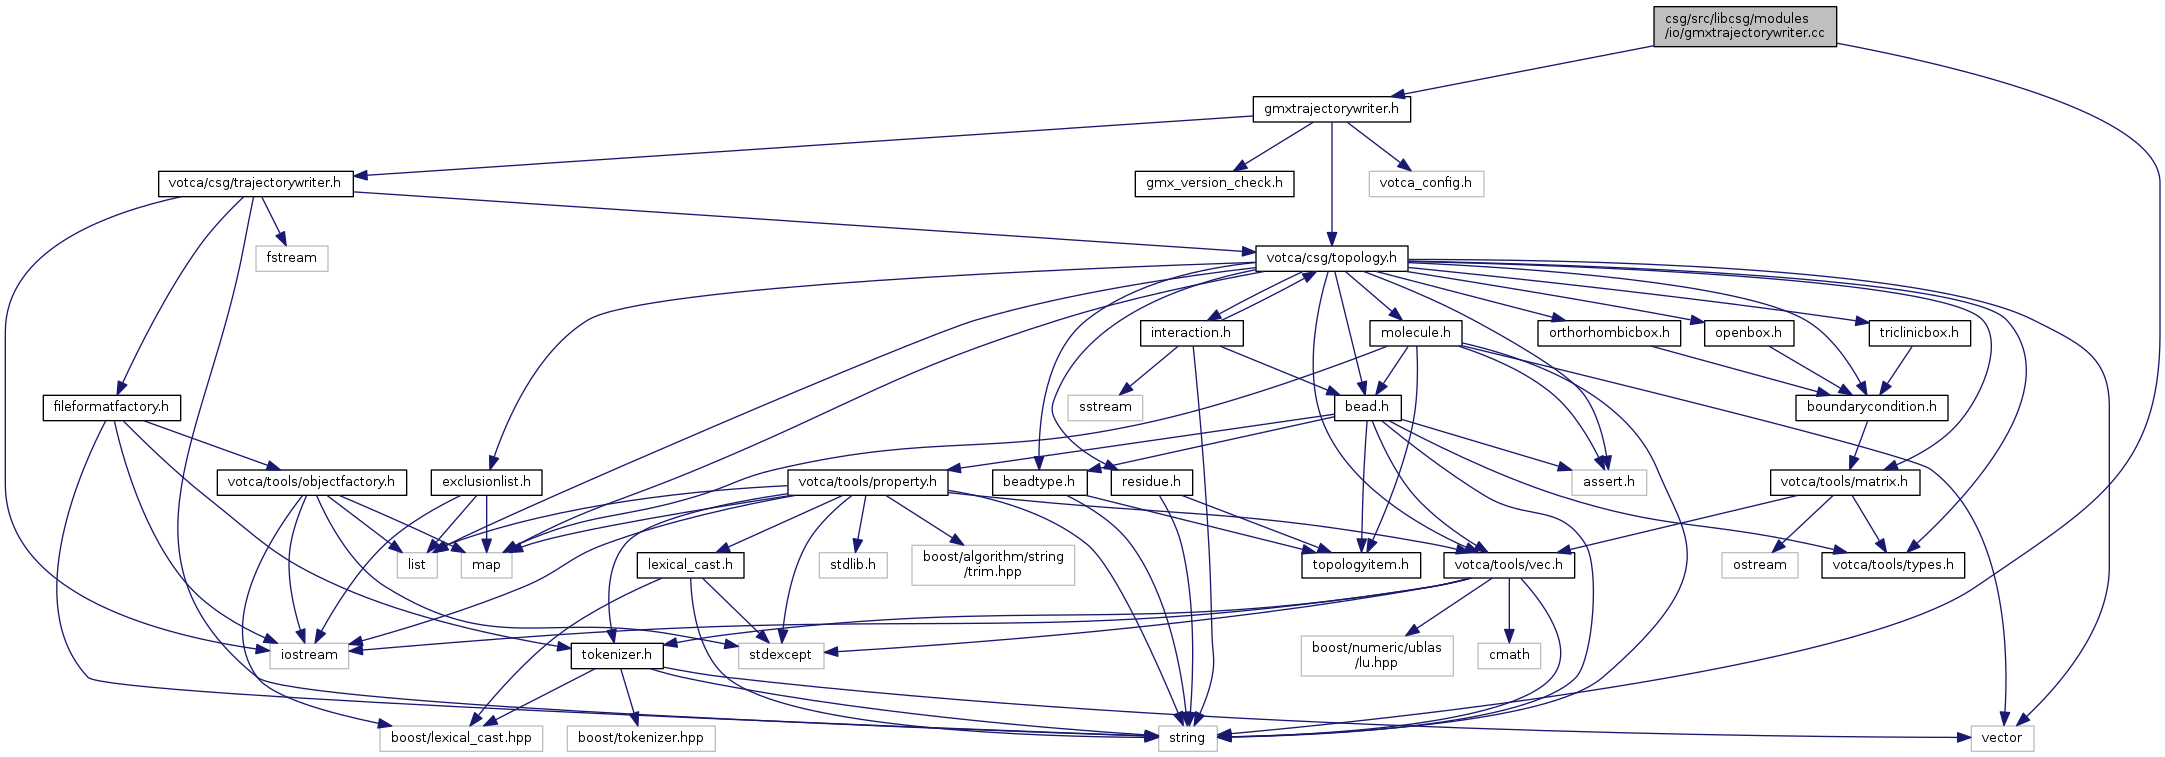 csg/src/libcsg/modules
/io/gmxtrajectorywriter.cc
gmxtrajectorywriter.h
votca/csg/trajectorywriter.h
gmx_version_check.h
votca_config.h
fstream
votca/csg/topology.h
interaction.h
molecule.h
orthorhombicbox.h
openbox.h
triclinicbox.h
fileformatfactory.h
sstream
bead.h
boundarycondition.h
votca/tools/objectfactory.h
exclusionlist.h
votca/tools/property.h
beadtype.h
residue.h
assert.h
votca/tools/matrix.h
list
map
lexical_cast.h
stdlib.h
boost/algorithm/string
/trim.hpp
topologyitem.h
votca/tools/vec.h
ostream
votca/tools/types.h
iostream
tokenizer.h
stdexcept
boost/numeric/ublas
/lu.hpp
cmath
boost/lexical_cast.hpp
boost/tokenizer.hpp
string
vector